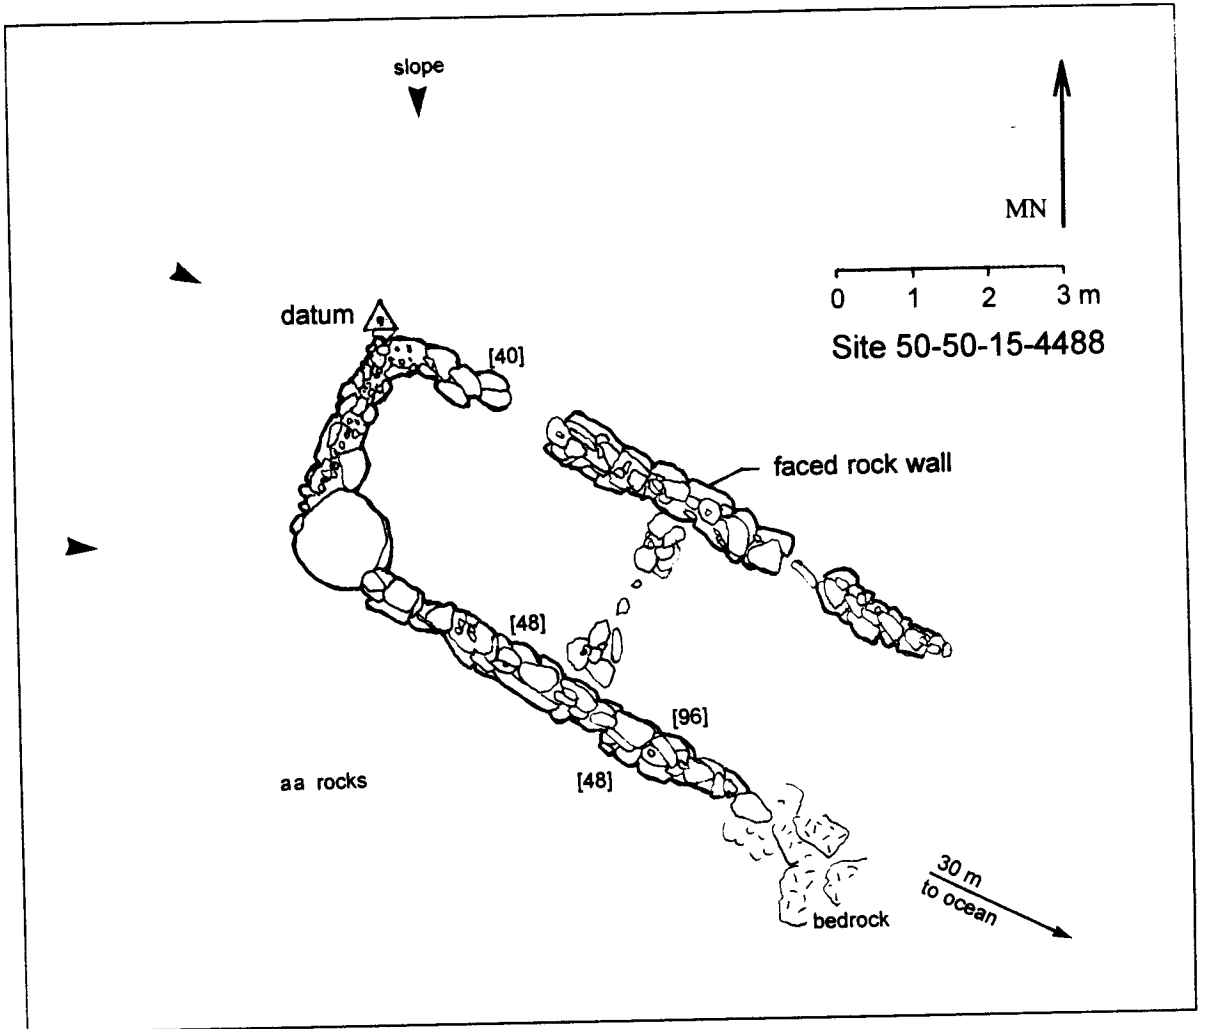 slope
MN
datum
0 1 2 3 m
Site 50-50-15-4488
[40]
faced rock wall
[48]
[96]
[48]
aa rocks
30 m
to ocean
bedrock